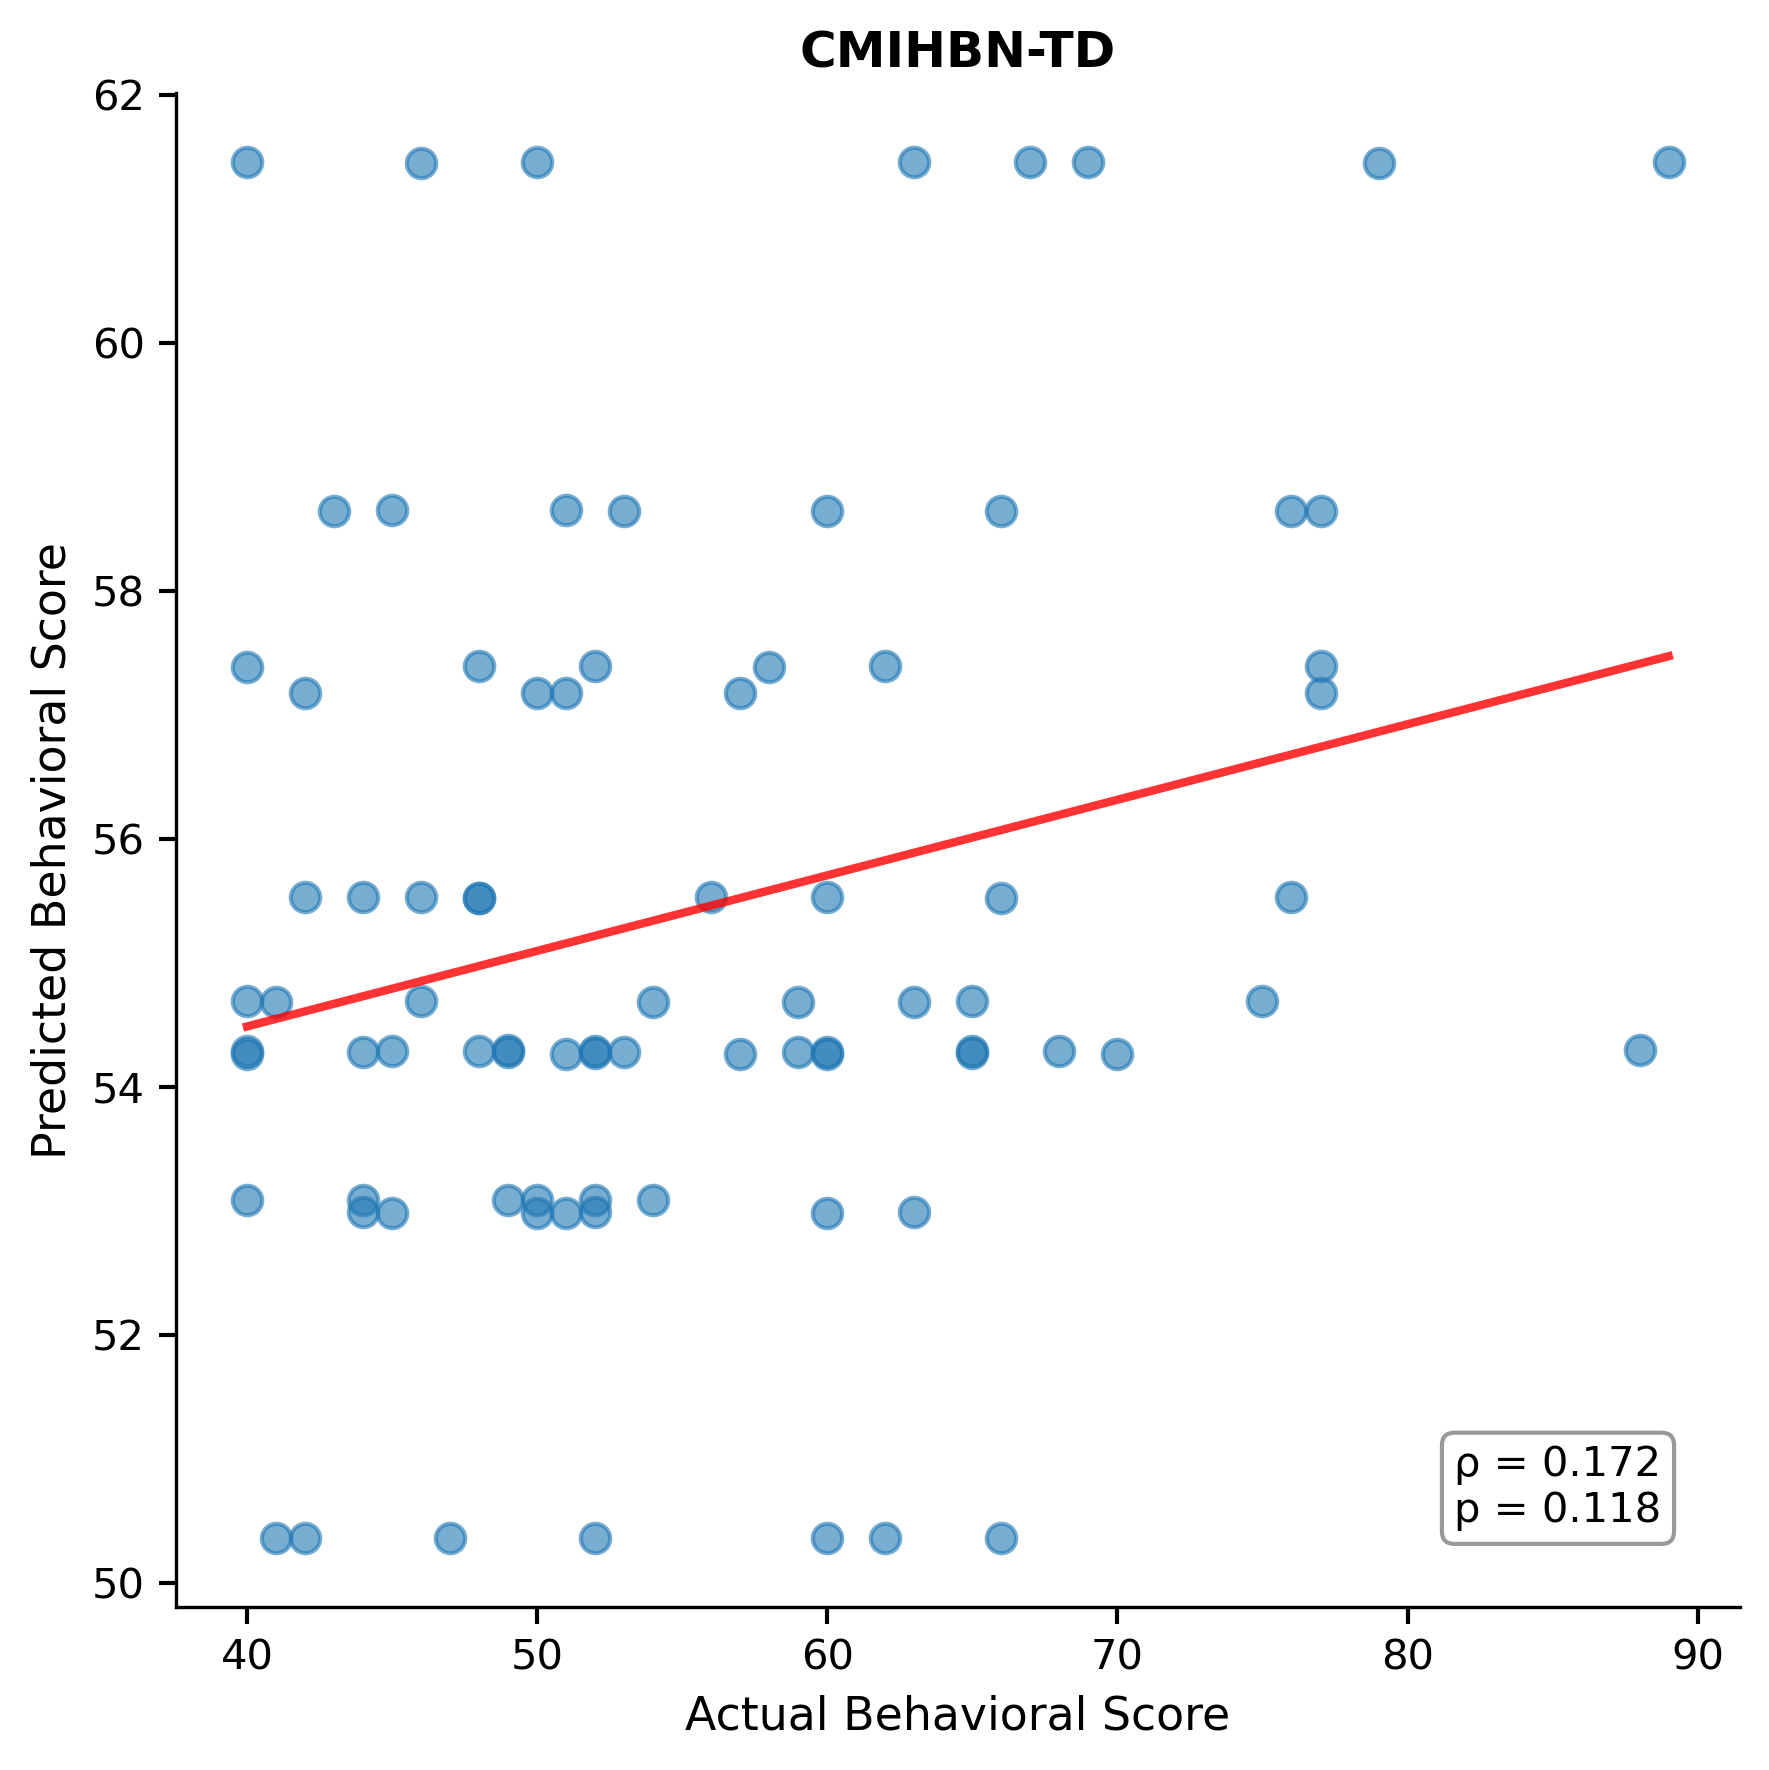 CMIHBN-TD
62
60
58
56
54
52
50
Predicted Behavioral Score
ρ = 0.172
p = 0.118
40 50 60 70 80 90
Actual Behavioral Score